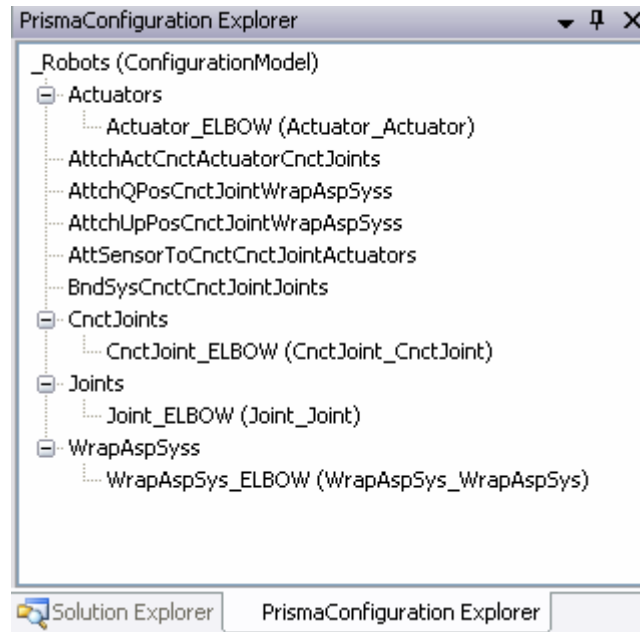 PrismaConfiguration Explorer
_Robots (ConfigurationModel)
Actuators
Actuator_ELBOW (Actuator_Actuator)
AttchActCnctActuatorCnctJoints
AttchQPosCnctJointWrapAspSyss
AttchUpPosCnctJointWrapAspSyss
AttSensorToCnctCnctJointActuators
BndSysCnctCnctJointJoints
CnctJoints
CnctJoint_ELBOW (CnctJoint_CnctJoint)
Joints
Joint_ELBOW (Joint_Joint)
WrapAspSyss
WrapAspSys_ELBOW (WrapAspSys_WrapAspSys)
Solution Explorer PrismaConfiguration Explorer